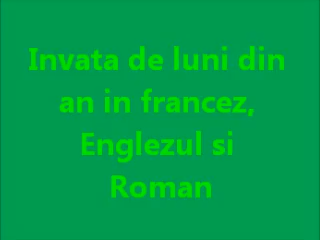 Invata de luni din
an in francez,
Englezul si
Roman